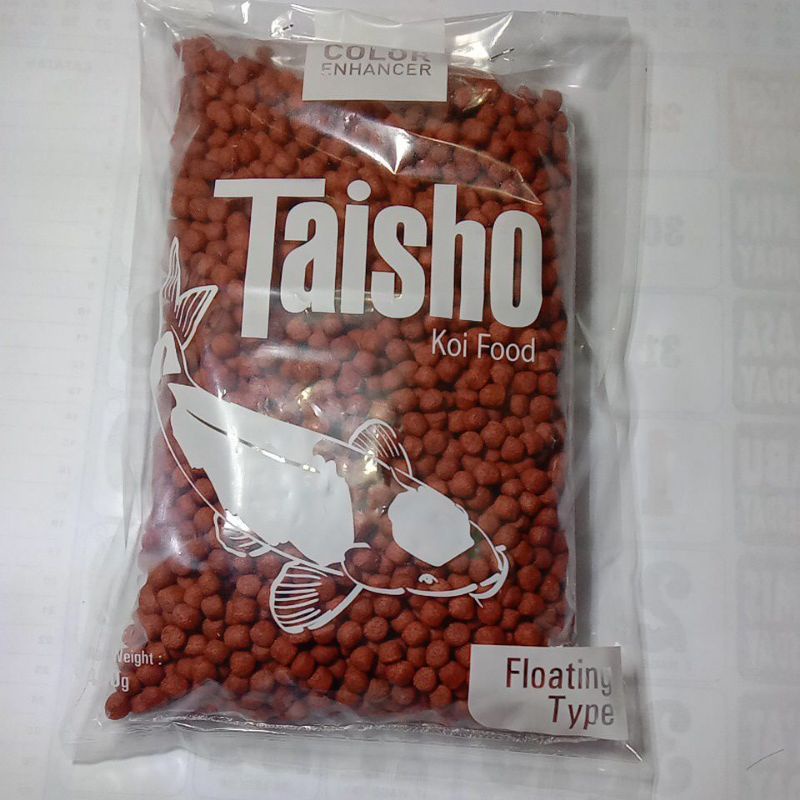 COLOR
ENHANCER
Taisho
Koi Food
Weight :
Floating
Type